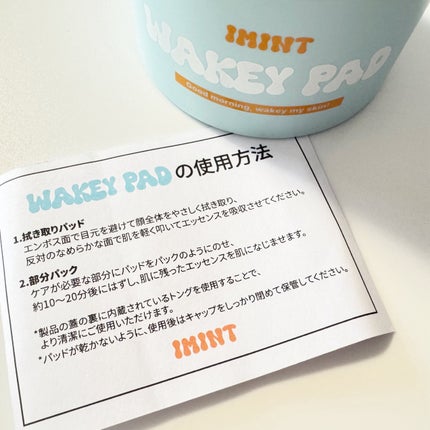 IMINT
WAKEY PAD
Good morning, wakey my skin!
WAKEY PADの使用方法
1.拭き取りパッド
エンボス面で目元を避けて顔全体をやさしく拭き取り、
反対のなめらかな面で肌を軽く叩いてエッセンスを吸収させてください。
2.部分パック
ケアが必要な部分にパッドをパックのようにのせ、
約10〜20分後にはずし、肌に残ったエッセンスを肌になじませます。
*製品の蓋の裏に内蔵されているトングを使用することで、
より清潔にご使用いただけます。
*パッドが乾かないように、使用後はキャップをしっかり閉めて保管してください。
IMINT